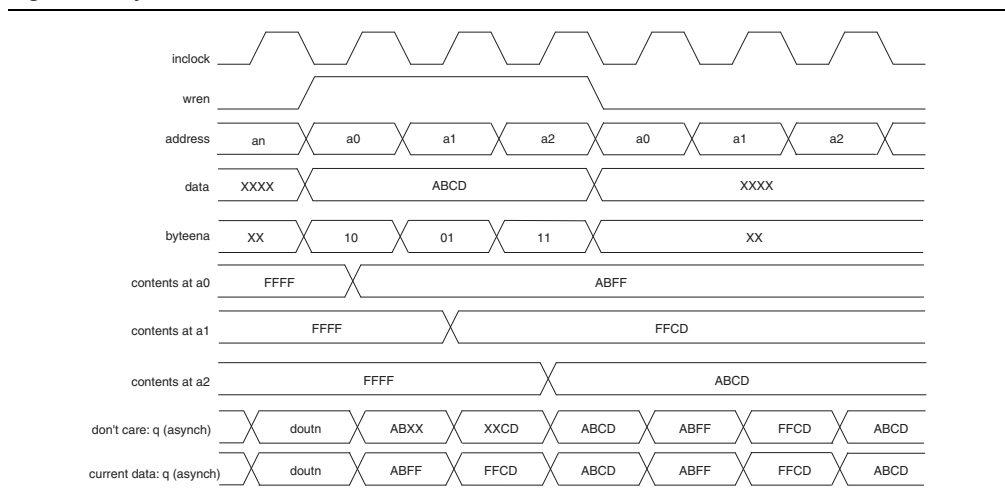 inclock
wren
address an a0 a1 a2 a0 a1 a2
data XXXX ABCD XXXX
byteena XX 10 01 11 XX
contents at a0 FFFF ABFF
contents at a1 FFFF FFCD
contents at a2 FFFF ABCD
don't care: q (asynch) doutn ABXX XXCD ABCD ABFF FFCD ABCD
current data: q (asynch) doutn ABFF FFCD ABCD ABFF FFCD ABCD